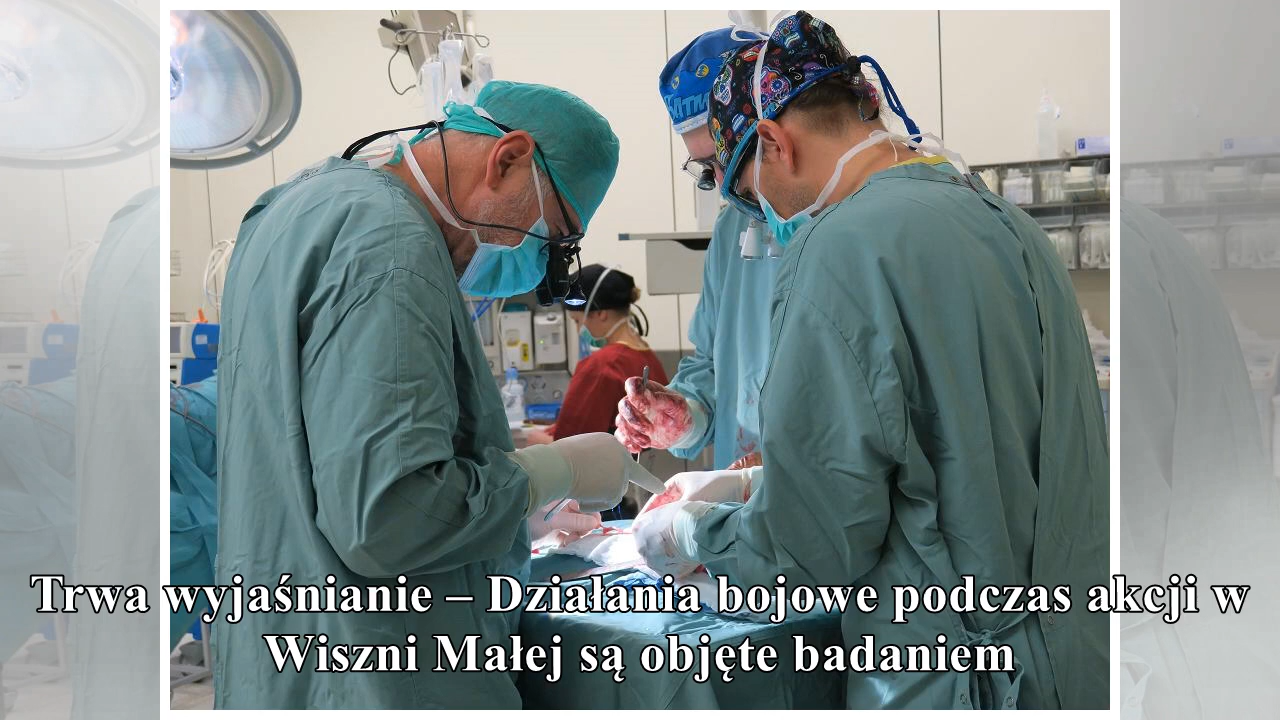 Trwa wyjaśnianie – Działania bojowe podczas akcji w
Wiszni Małej są objęte badaniem